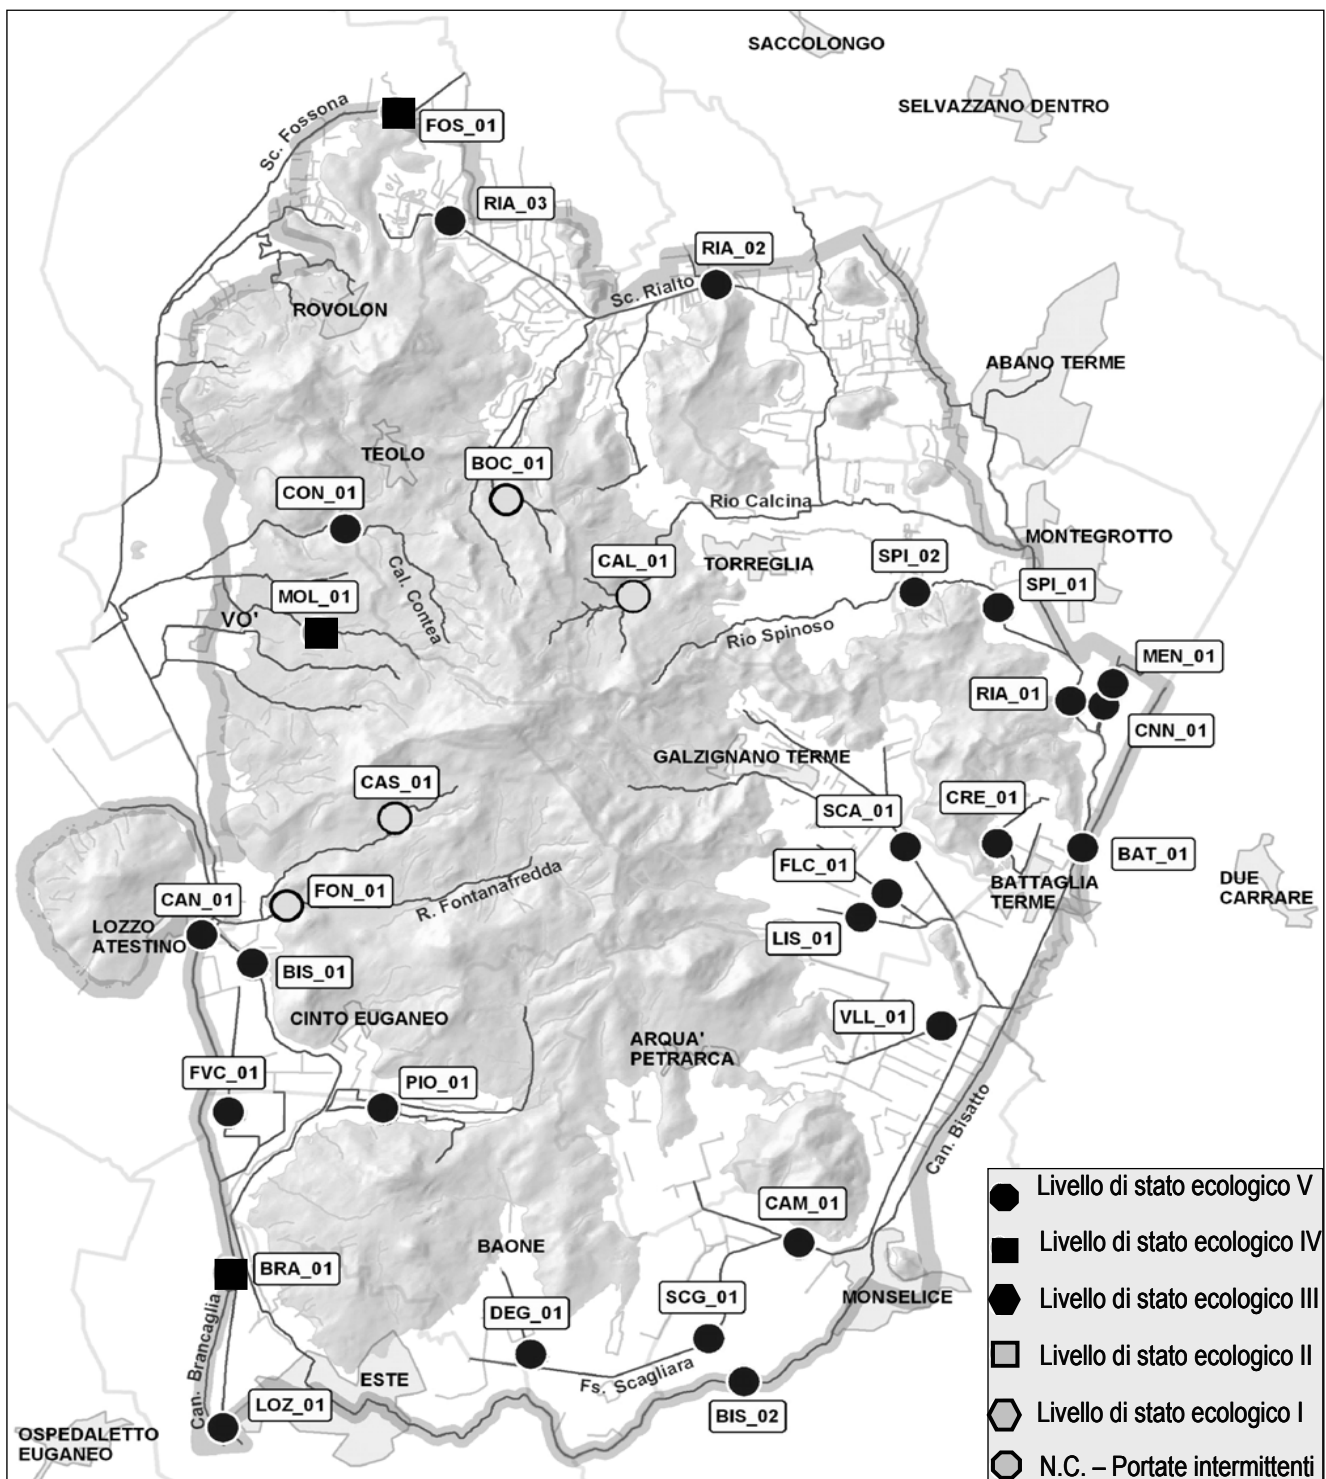 SACCOLONGO
SELVAZZANO DENTRO
Sc. Fossona
FOS_01
RIA_03
RIA_02
Sc. Rialto
ROVOLON
ABANO TERME
TEOLO
BOC_01
CON_01
Rio Calcina
MONTEGROTTO
CAL_01
TORREGLIA
SPI_02
SPI_01
Cal. Contea
MOL_01
VO'
Rio Spinoso
MEN_01
RIA_01
CNN_01
GALZIGNANO TERME
CAS_01
CRE_01
SCA_01
FLC_01
BAT_01
FON_01
R. Fontanafredda
CAN_01
BATTAGLIA
TERME
DUE
CARRARE
LOZZO
ATESTINO
LIS_01
BIS_01
CINTO EUGANEO
VLL_01
ARQUA'
PETRARCA
FVC_01
PIO_01
Can. Bisatto
CAM_01
BAONE
BRA_01
SCG_01
MONSELICE
DEG_01
Can. Brancaglia
Fs. Scagliara
ESTE
LOZ_01
BIS_02
OSPEDALETTO
EUGANEO
Livello di stato ecologico V
Livello di stato ecologico IV
Livello di stato ecologico III
Livello di stato ecologico II
Livello di stato ecologico I
N.C. – Portate intermittenti